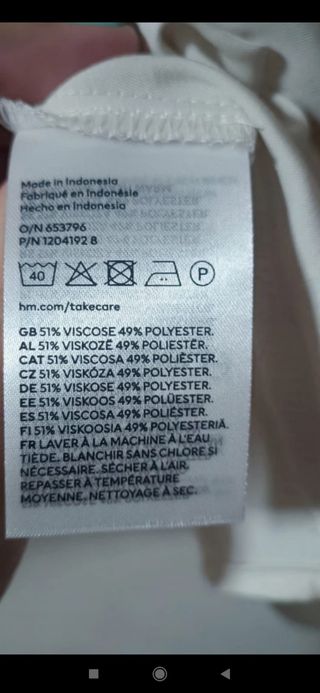 Made in Indonesia
Fabriqué en Indonésie
Hecho en Indonesia
O/N 653796
P/N 1204192 8
40 P
hm.com/takecare
GB 51% VISCOSE 49% POLYESTER.
AL 51% VISKOZË 49% POLIESTËR.
CAT 51% VISCOSA 49% POLIÈSTER.
CZ 51% VISKÓZA 49% POLYESTER.
DE 51% VISKOSE 49% POLYESTER.
EE 51% VISKOOS 49% POLÜESTER.
ES 51% VISCOSA 49% POLIÉSTER.
FI 51% VISKOOSIA 49% POLYESTERIÄ.
FR LAVER À LA MACHINE À L'EAU
TIÈDE. BLANCHIR SANS CHLORE SI
NÉCESSAIRE. SÉCHER À L'AIR.
REPASSER À TEMPÉRATURE
MOYENNE. NETTOYAGE À SEC.